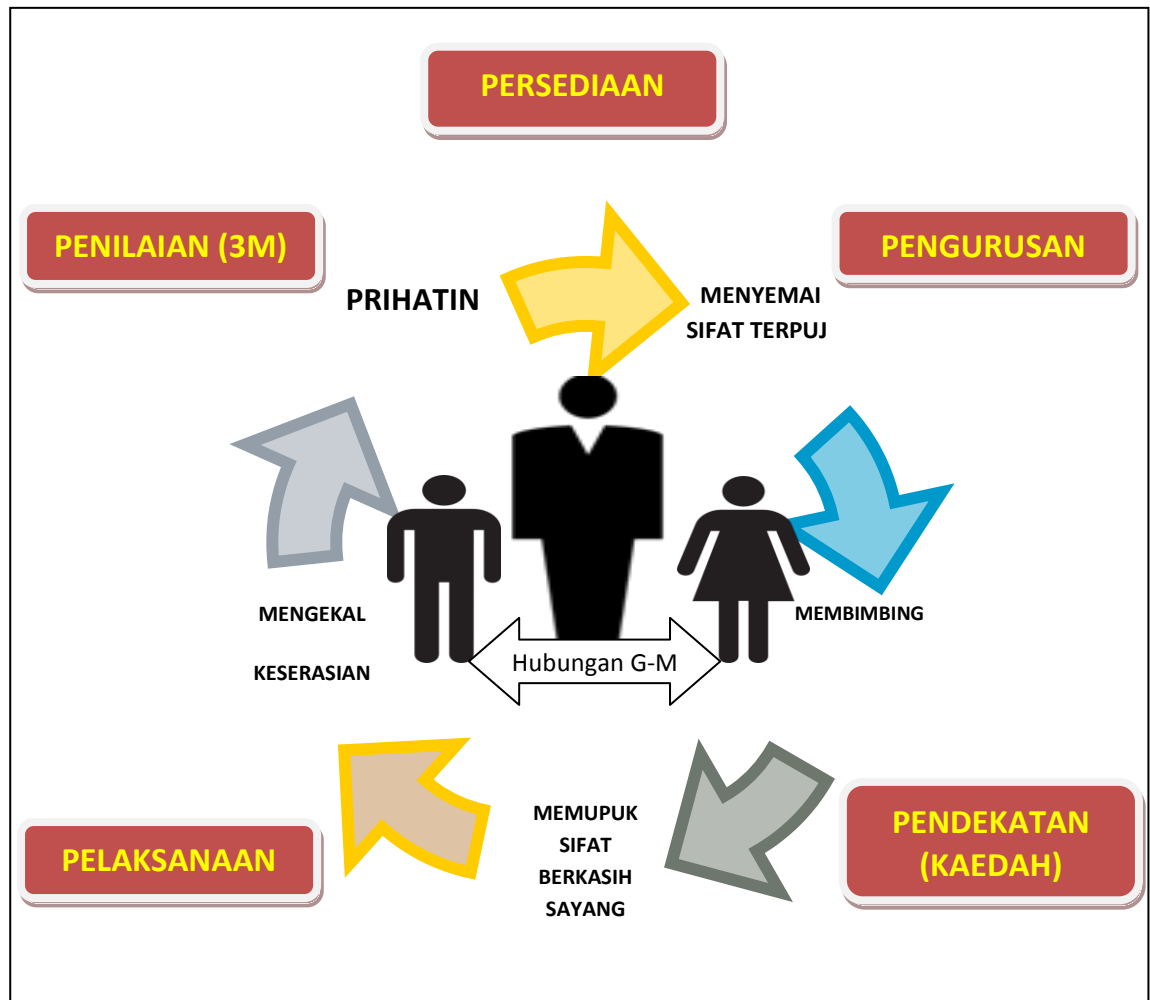 PERSEDIAAN
PENILAIAN (3M)
PENGURUSAN
PRIHATIN
MENYEMAI
SIFAT TERPUJ
MENGEKAL
KESERASIAN
MEMBIMBING
Hubungan G-M
PELAKSANAAN
MEMUPUK
SIFAT
BERKASIH
SAYANG
PENDEKATAN
(KAEDAH)